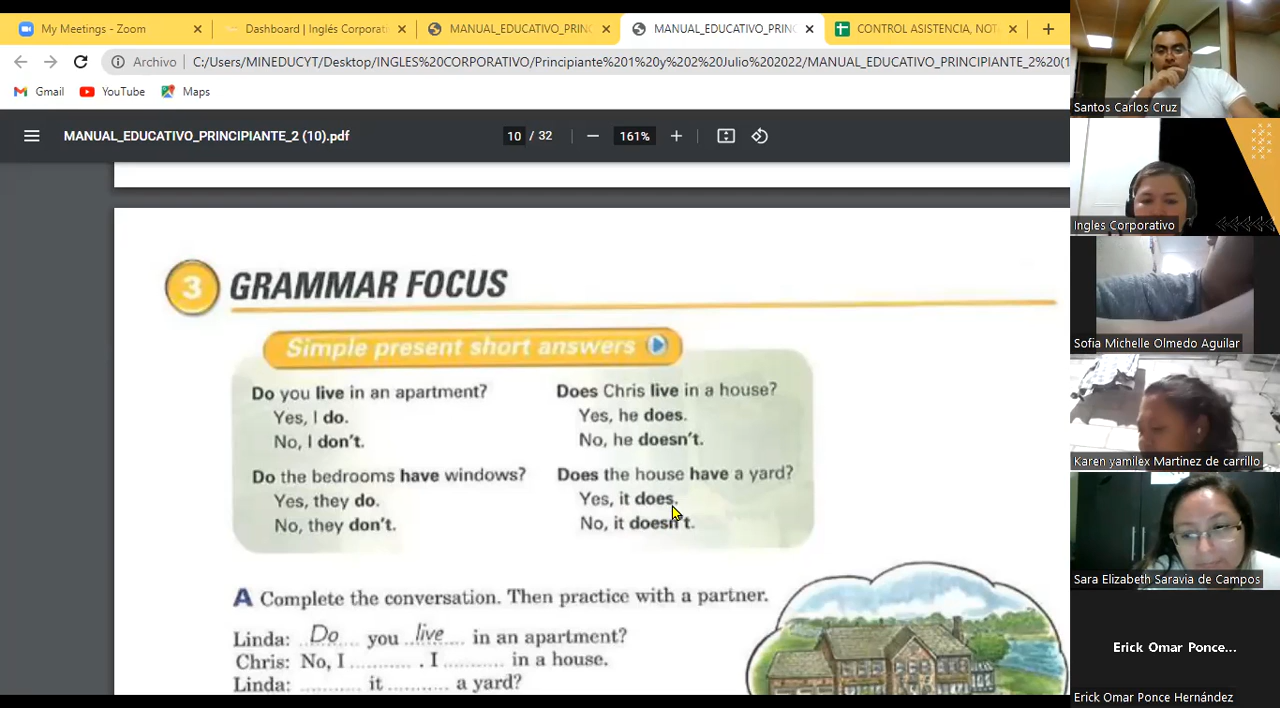 My Meetings - Zoom
Dashboard | Inglés Corporati
MANUAL_EDUCATIVO_PRINC
MANUAL_EDUCATIVO_PRINC
CONTROL ASISTENCIA, NOT
Archivo
C:/Users/MINEDUCYT/Desktop/INGLES%20CORPORATIVO/Principiante%201%20y%202%20Julio%202022/MANUAL_EDUCATIVO_PRINCIPIANTE_2%20(1
Gmail
YouTube
Maps
MANUAL_EDUCATIVO_PRINCIPIANTE_2 (10).pdf
10 / 32
161%
3 GRAMMAR FOCUS
Simple present short answers
Do you live in an apartment?
Yes, I do.
No, I don't.
Do the bedrooms have windows?
Yes, they do.
No, they don't.
Does Chris live in a house?
Yes, he does.
No, he doesn't.
Does the house have a yard?
Yes, it does.
No, it doesn't.
A Complete the conversation. Then practice with a partner.
Linda: Do you live in an apartment?
Chris: No, I .......... . I .......... in a house.
Linda: .......... it .......... a yard?
Santos Carlos Cruz
Ingles Corporativo
Sofia Michelle Olmedo Aguilar
Karen yamilex Martinez de carrillo
Sara Elizabeth Saravia de Campos
Erick Omar Ponce...
Erick Omar Ponce Hernández